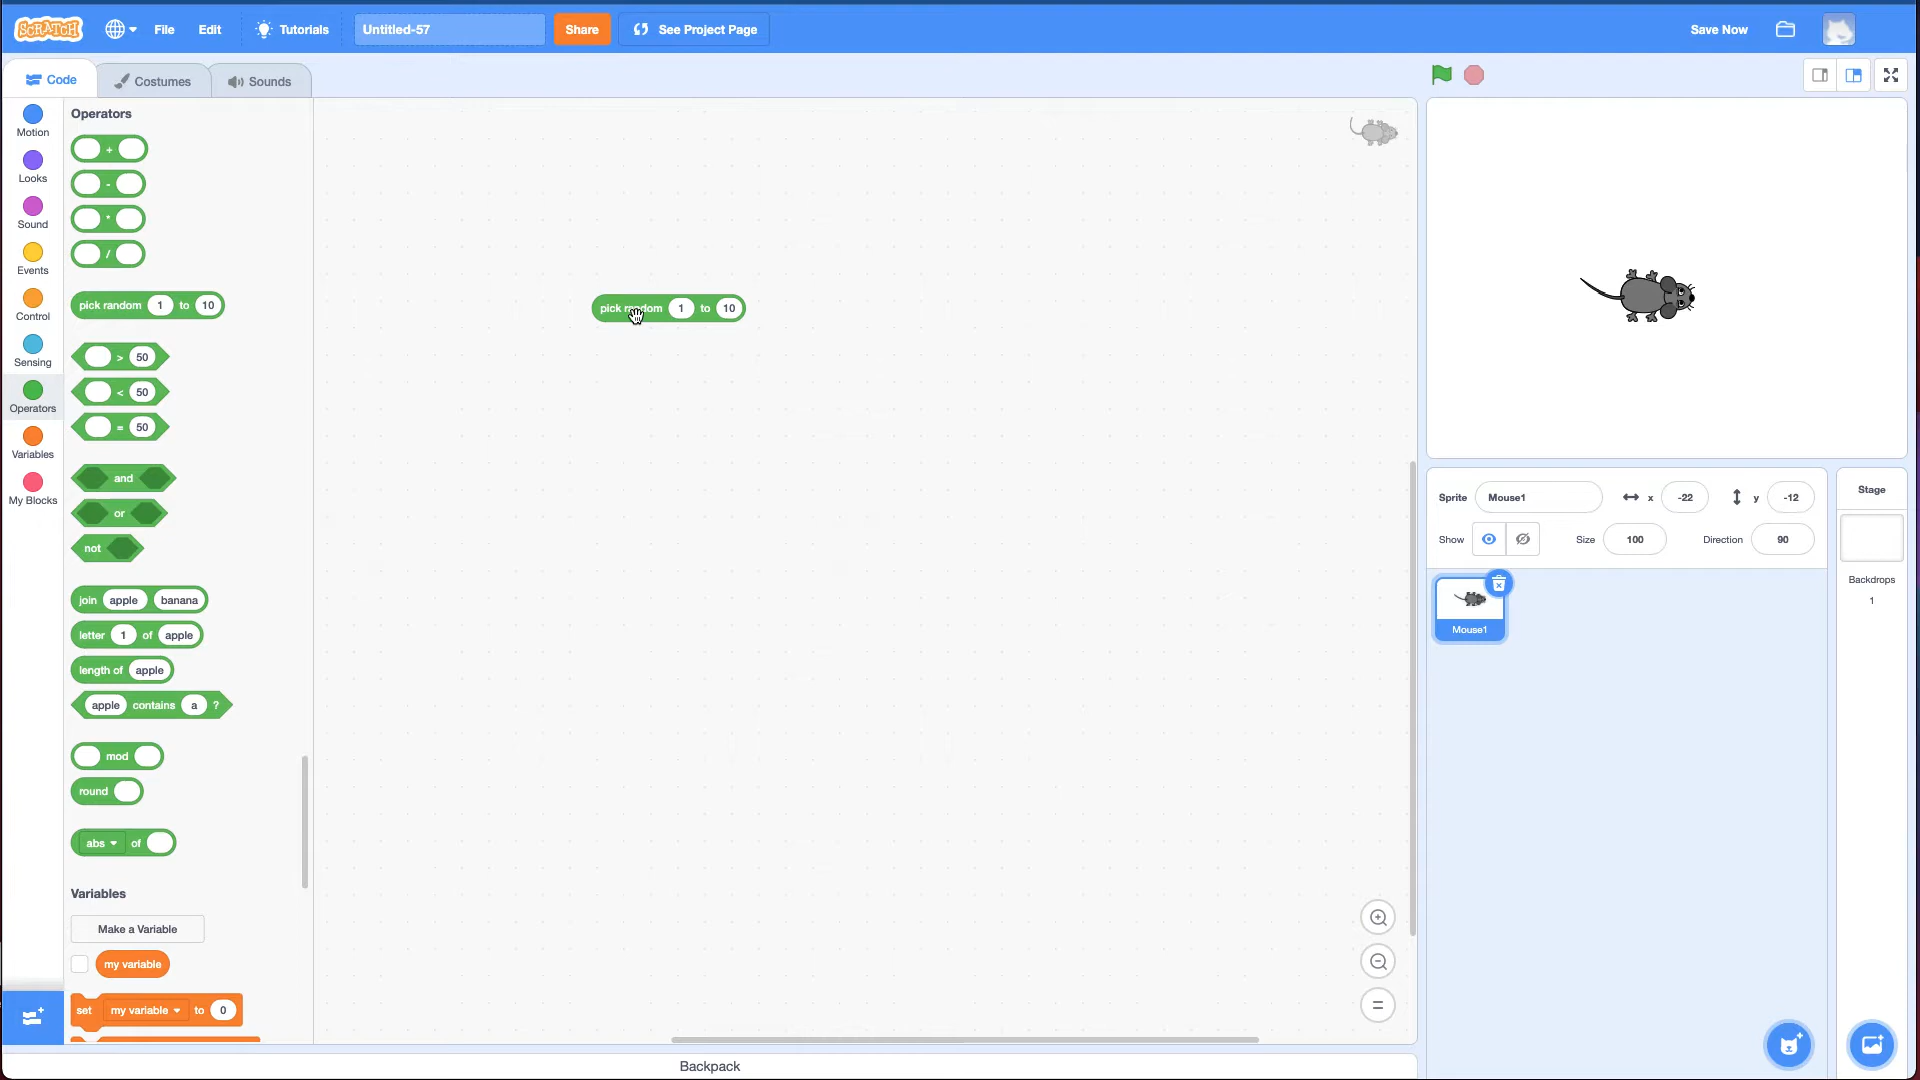 SCRATCH File Edit Tutorials Untitled-57 Share See Project Page Save Now
Code Costumes Sounds
Motion
Looks
Sound
Events
Control
Sensing
Operators
Variables
My Blocks
Operators
+
-
*
/
pick random 1 to 10
> 50
< 50
= 50
and
or
not
join apple banana
letter 1 of apple
length of apple
apple contains a ?
mod
round
abs of
Variables
Make a Variable
my variable
set my variable to 0
pick random 1 to 10
Backpack
Sprite Mouse1 x -22 y -12
Show Size 100 Direction 90
Mouse1
Stage
Backdrops
1